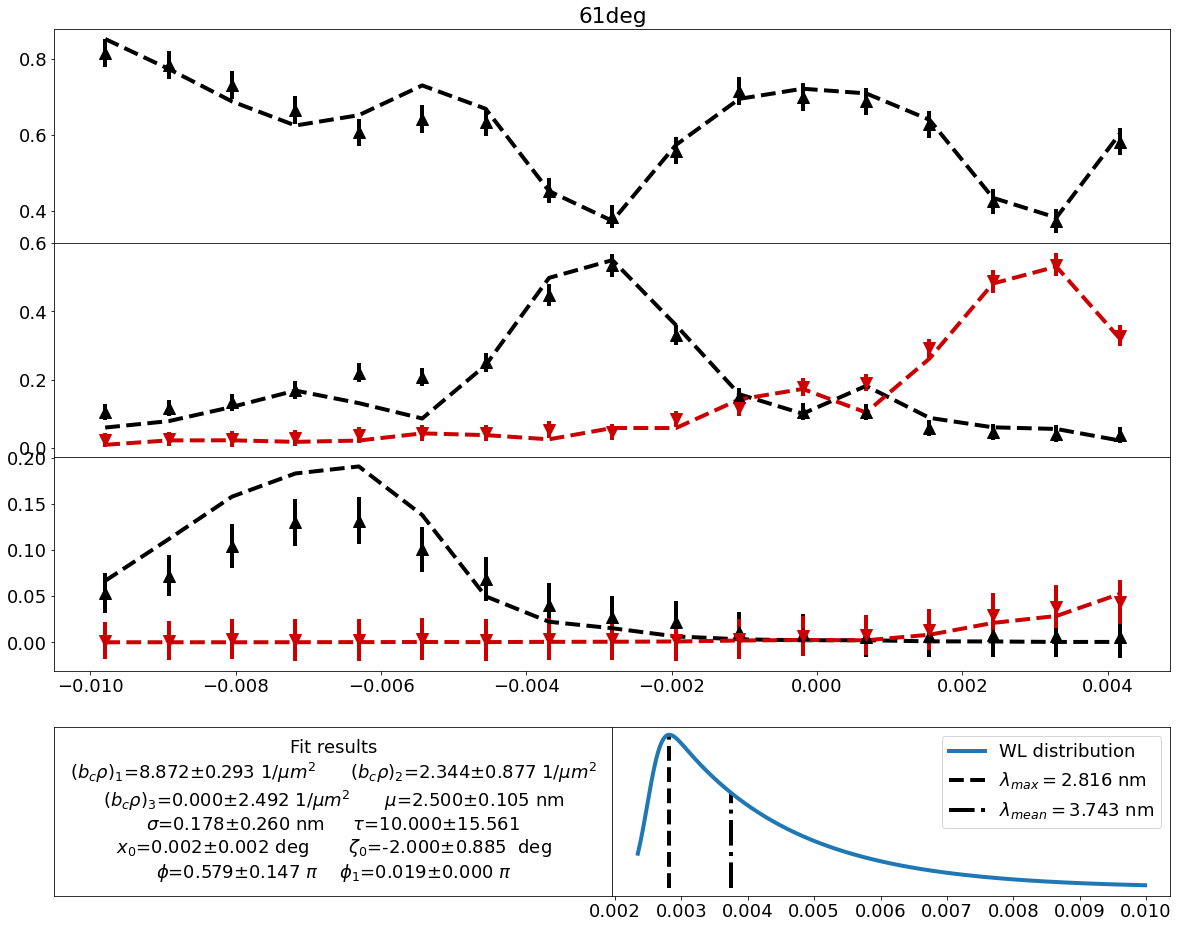 61deg
0.8
0.6
0.4
0.6
0.4
0.2
0.0
0.20
0.15
0.10
0.05
0.00
−0.010 −0.008 −0.006 −0.004 −0.002 0.000 0.002 0.004
Fit results
(b_cρ)_1=8.872±0.293 1/μm^2 (b_cρ)_2=2.344±0.877 1/μm^2
(b_cρ)_3=0.000±2.492 1/μm^2 μ=2.500±0.105 nm
σ=0.178±0.260 nm τ=10.000±15.561
x_0=0.002±0.002 deg ζ_0=-2.000±0.885 deg
ϕ=0.579±0.147 π ϕ_1=0.019±0.000 π
WL distribution
λ_max = 2.816 nm
λ_mean = 3.743 nm
0.002 0.003 0.004 0.005 0.006 0.007 0.008 0.009 0.010